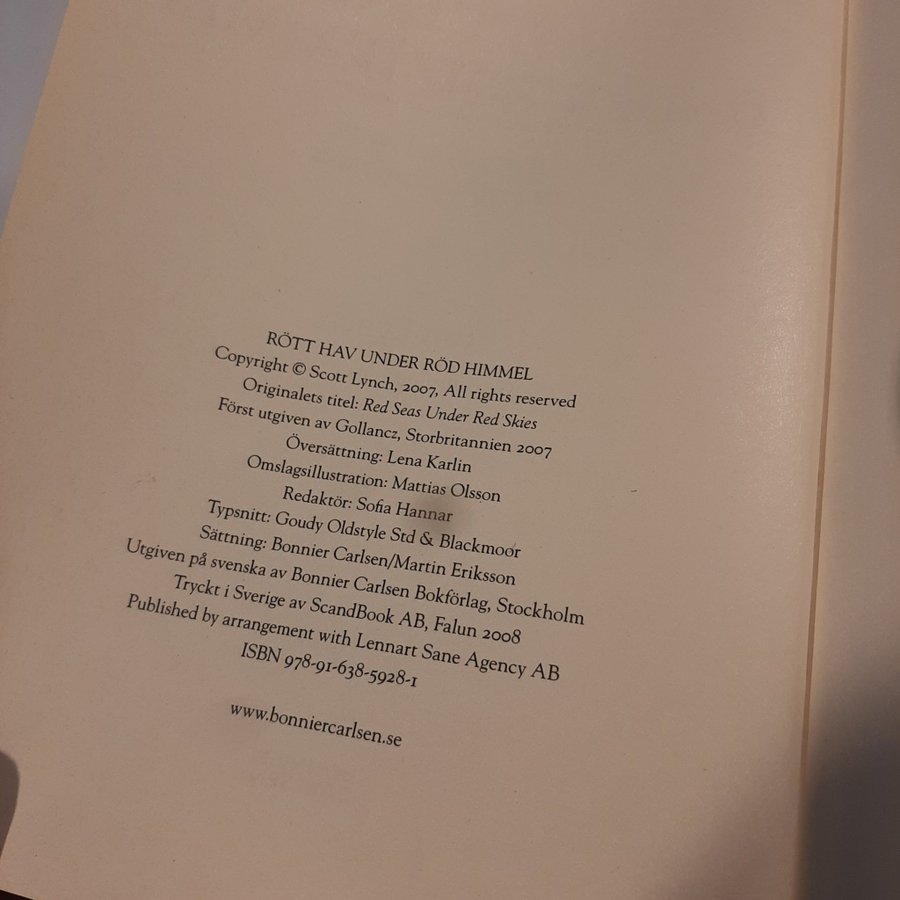 RÖTT HAV UNDER RÖD HIMMEL
Copyright © Scott Lynch, 2007, All rights reserved
Originalets titel: Red Seas Under Red Skies
Först utgiven av Gollancz, Storbritannien 2007
Översättning: Lena Karlin
Omslagsillustration: Mattias Olsson
Redaktör: Sofia Hannar
Typsnitt: Goudy Oldstyle Std & Blackmoor
Sättning: Bonnier Carlsen/Martin Eriksson
Utgiven på svenska av Bonnier Carlsen Bokförlag, Stockholm
Tryckt i Sverige av ScandBook AB, Falun 2008
Published by arrangement with Lennart Sane Agency AB
ISBN 978-91-638-5928-1
www.bonniercarlsen.se